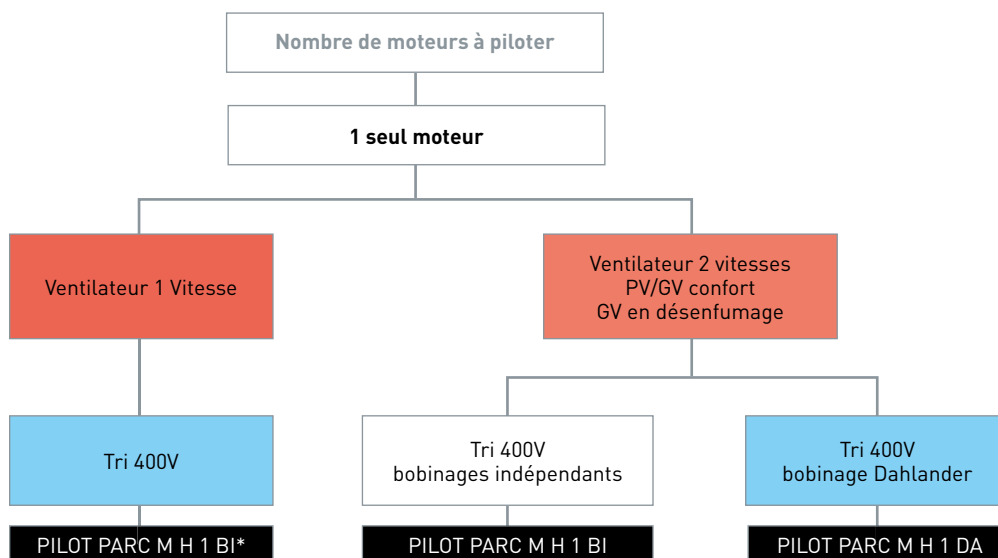 Nombre de moteurs à piloter
1 seul moteur
Ventilateur 1 Vitesse
Ventilateur 2 vitesses
PV/GV confort
GV en désenfumage
Tri 400V
Tri 400V
bobinages indépendants
Tri 400V
bobinage Dahlander
PILOT PARC M H 1 BI*
PILOT PARC M H 1 BI
PILOT PARC M H 1 DA